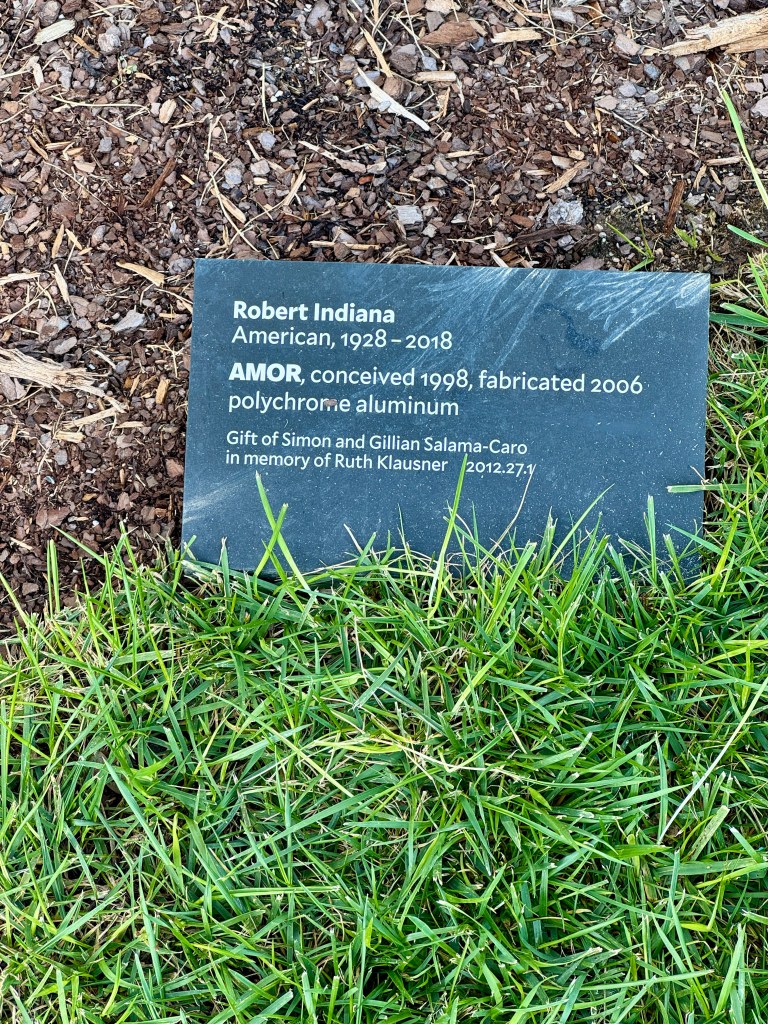 Robert Indiana
American, 1928–2018
AMOR, conceived 1998, fabricated 2006
polychrome aluminum
Gift of Simon and Gillian Salama-Caro
in memory of Ruth Klausner 2012.27.1